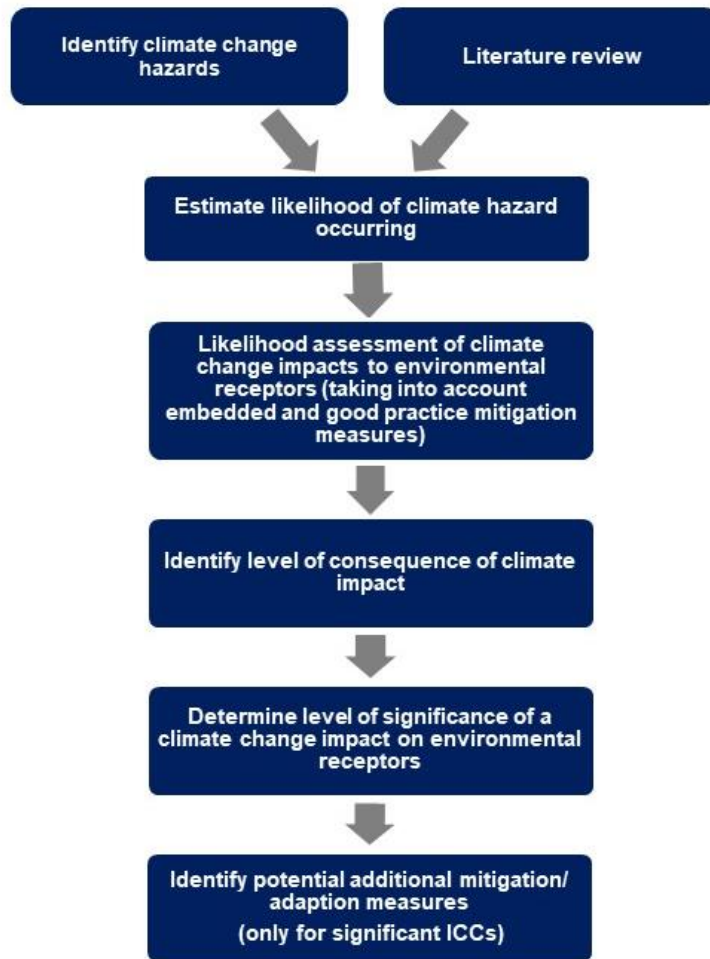 Identify climate change
hazards
Literature review
Estimate likelihood of climate hazard
occurring
Likelihood assessment of climate
change impacts to environmental
receptors (taking into account
embedded and good practice mitigation
measures)
Identify level of consequence of climate
impact
Determine level of significance of a
climate change impact on environmental
receptors
Identify potential additional mitigation/
adaption measures
(only for significant ICCs)